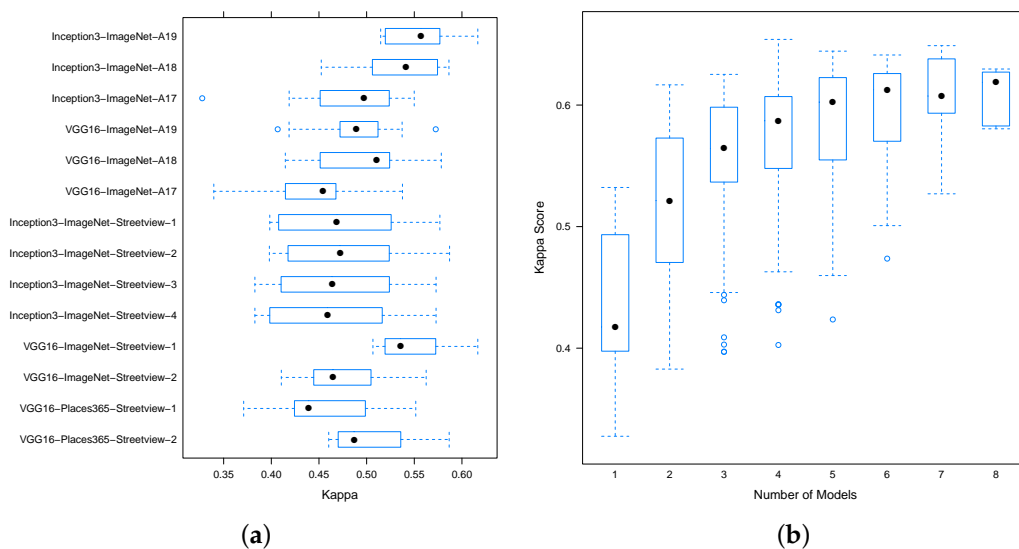 Inception3−ImageNet−A19
Inception3−ImageNet−A18
Inception3−ImageNet−A17
VGG16−ImageNet−A19
VGG16−ImageNet−A18
VGG16−ImageNet−A17
Inception3−ImageNet−Streetview−1
Inception3−ImageNet−Streetview−2
Inception3−ImageNet−Streetview−3
Inception3−ImageNet−Streetview−4
VGG16−ImageNet−Streetview−1
VGG16−ImageNet−Streetview−2
VGG16−Places365−Streetview−1
VGG16−Places365−Streetview−2
0.35 0.40 0.45 0.50 0.55 0.60
Kappa
(a)
Kappa Score
0.6
0.5
0.4
1 2 3 4 5 6 7 8
Number of Models
(b)